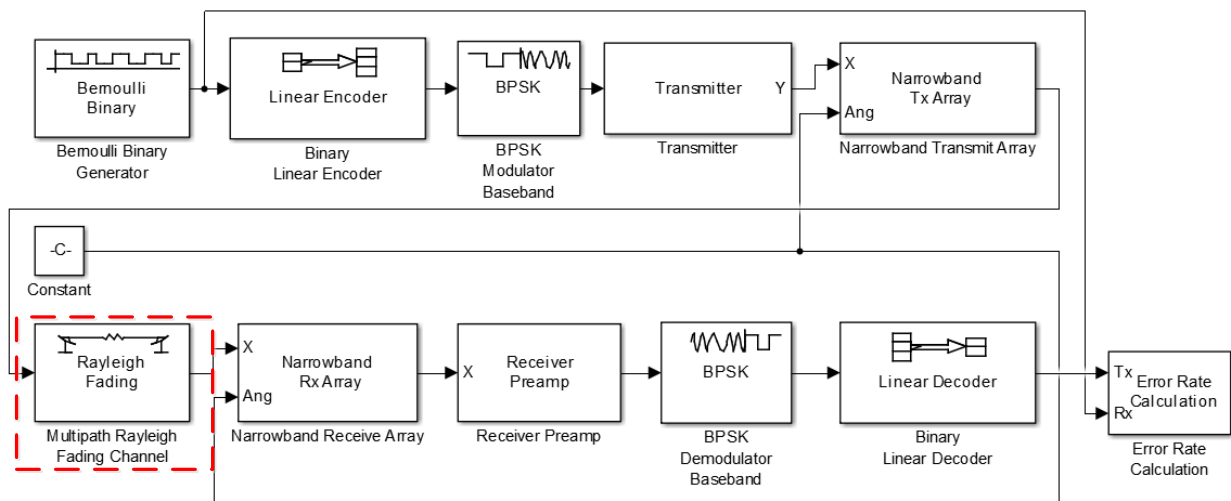 Bernoulli
Binary
Bernoulli Binary
Generator
Linear Encoder
Binary
Linear Encoder
BPSK
BPSK
Modulator
Baseband
Transmitter
Y
Transmitter
X
Ang
Narrowband
Tx Array
Narrowband Transmit Array
-C-
Constant
Rayleigh
Fading
Multipath Rayleigh
Fading Channel
X
Ang
Narrowband
Rx Array
Narrowband Receive Array
X
Receiver
Preamp
Receiver Preamp
BPSK
BPSK
Demodulator
Baseband
Linear Decoder
Binary
Linear Decoder
Tx
Rx
Error Rate
Calculation
Error Rate
Calculation